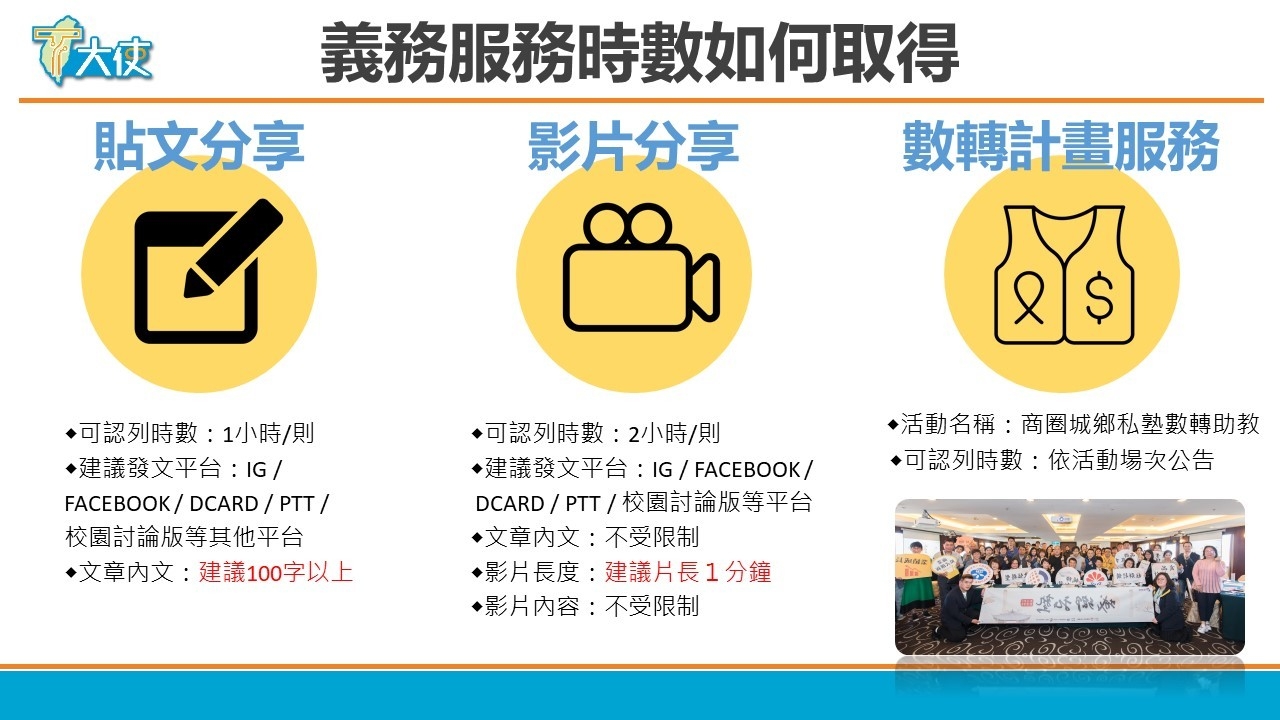 T大使
義務服務時數如何取得
貼文分享
◆可認列時數：1小時/則
◆建議發文平台：IG /
FACEBOOK / DCARD / PTT /
校園討論版等其他平台
◆文章內文：建議100字以上
影片分享
◆可認列時數：2小時/則
◆建議發文平台：IG / FACEBOOK /
DCARD / PTT / 校園討論版等平台
◆文章內文：不受限制
◆影片長度：建議片長１分鐘
◆影片內容：不受限制
數轉計畫服務
$
◆活動名稱：商圈城鄉私塾數轉助教
◆可認列時數：依活動場次公告